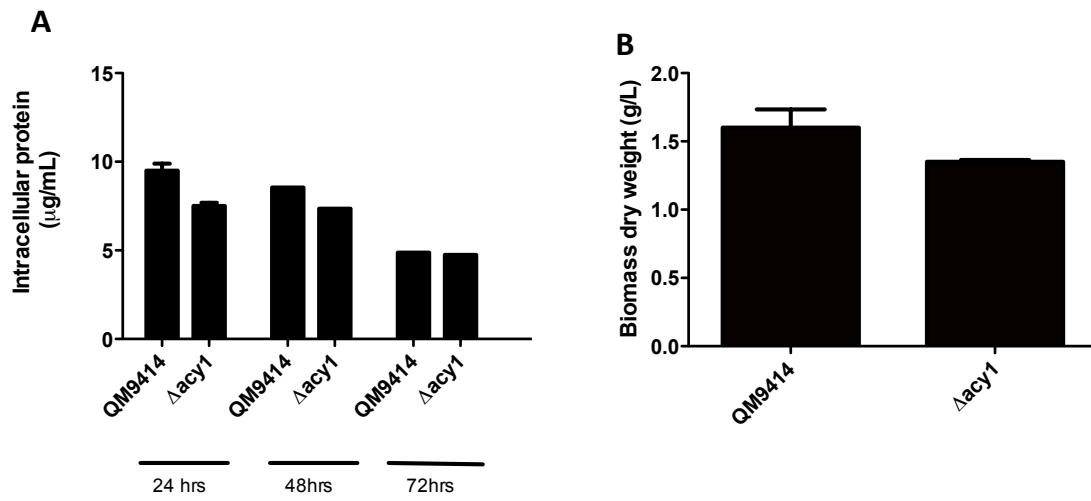 A
Intracellular protein
(µg/mL)
15
10
5
0
QM9414
Δacy1
QM9414
Δacy1
QM9414
Δacy1
24 hrs
48hrs
72hrs
B
Biomass dry weight (g/L)
2.0
1.5
1.0
0.5
0.0
QM9414
Δacy1